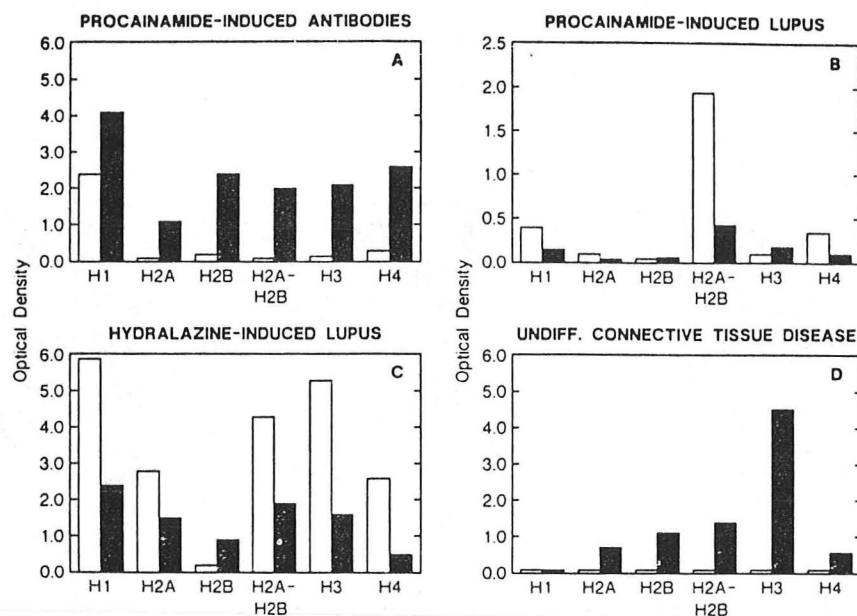 PROCAINAMIDE-INDUCED ANTIBODIES
A
6.0
5.0
4.0
3.0
2.0
1.0
0.0
H1 H2A H2B H2A- H3 H4
H2B
PROCAINAMIDE-INDUCED LUPUS
B
2.5
2.0
1.5
1.0
0.5
0.0
H1 H2A H2B H2A- H3 H4
H2B
Optical Density
Optical Density
HYDRALAZINE-INDUCED LUPUS
C
6.0
5.0
4.0
3.0
2.0
1.0
0.0
H1 H2A H2B H2A- H3 H4
H2B
UNDIFF. CONNECTIVE TISSUE DISEASE
D
6.0
5.0
4.0
3.0
2.0
1.0
0.0
H1 H2A H2B H2A- H3 H4
H2B